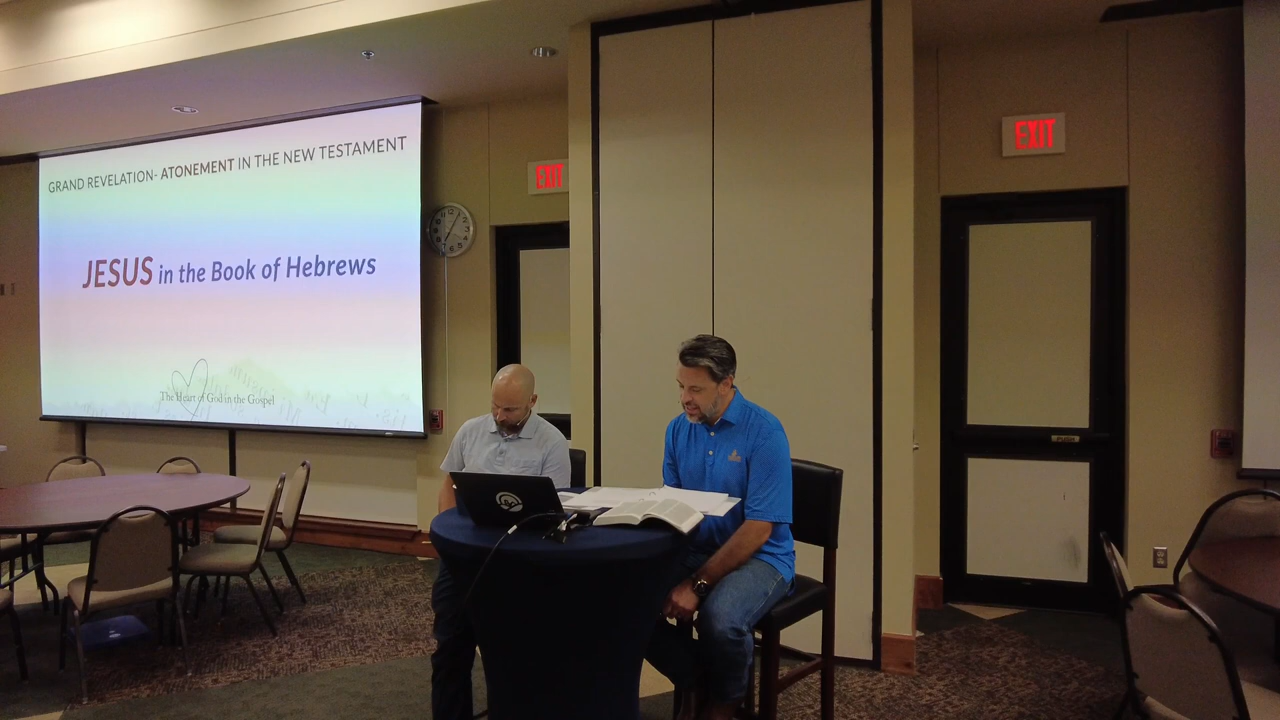 GRAND REVELATION- ATONEMENT IN THE NEW TESTAMENT
JESUS in the Book of Hebrews
The Heart of God in the Gospel
EXIT
EXIT
PUSH